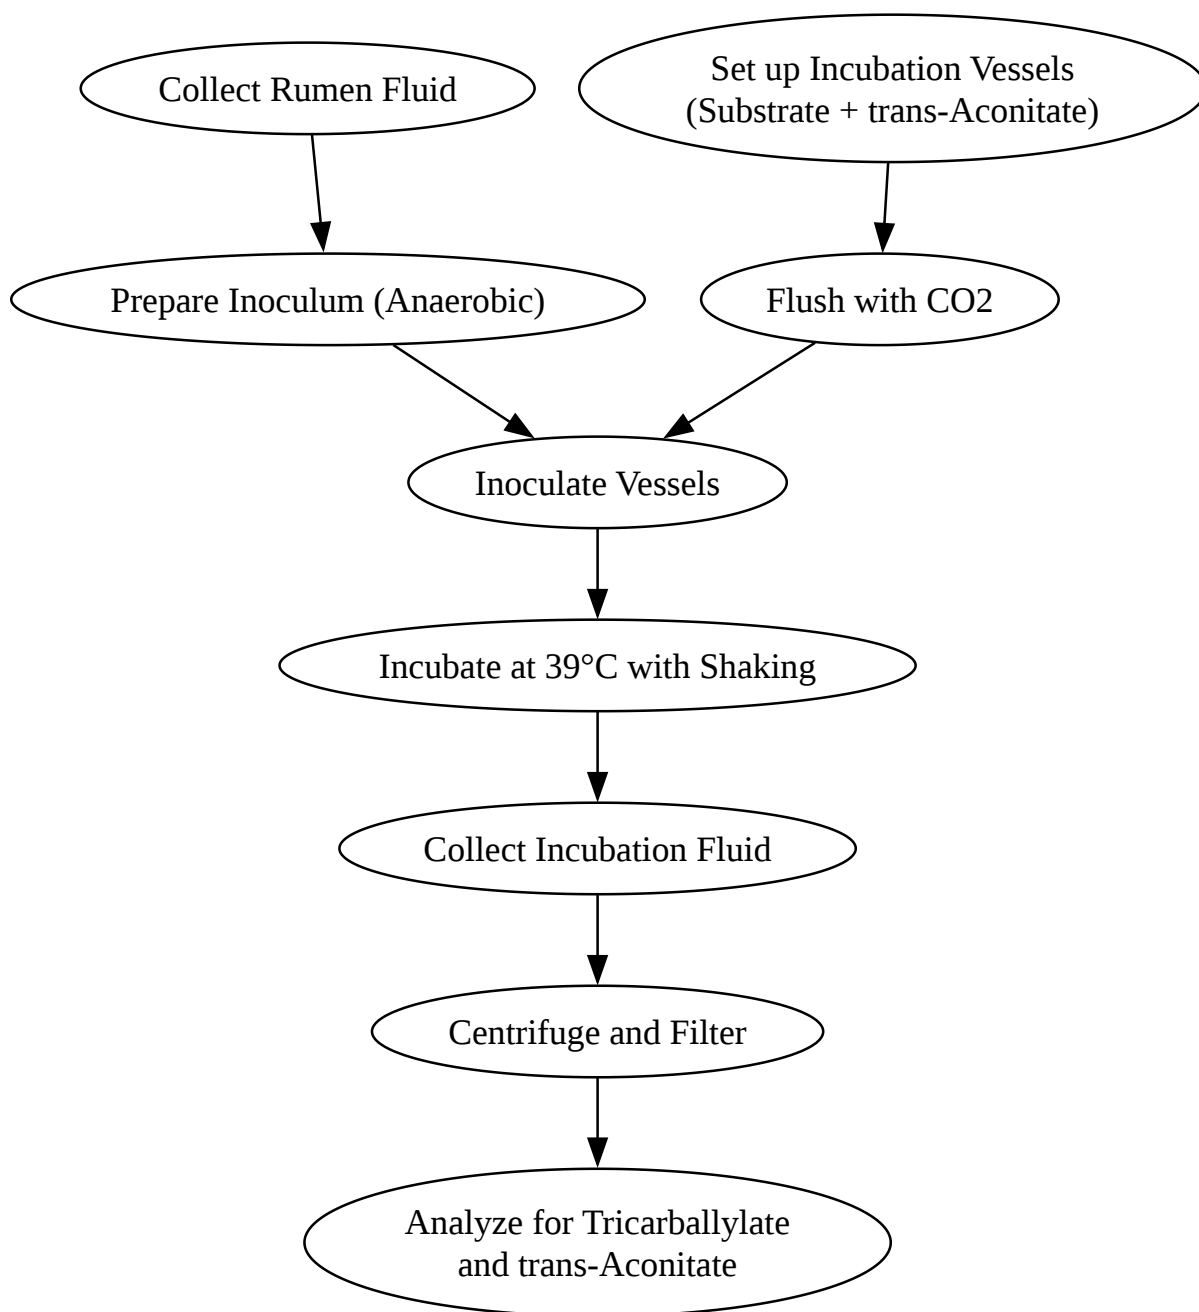 Collect Rumen Fluid
Set up Incubation Vessels
(Substrate + trans-Aconitate)
Prepare Inoculum (Anaerobic)
Flush with CO2
Inoculate Vessels
Incubate at 39°C with Shaking
Collect Incubation Fluid
Centrifuge and Filter
Analyze for Tricarballylate
and trans-Aconitate